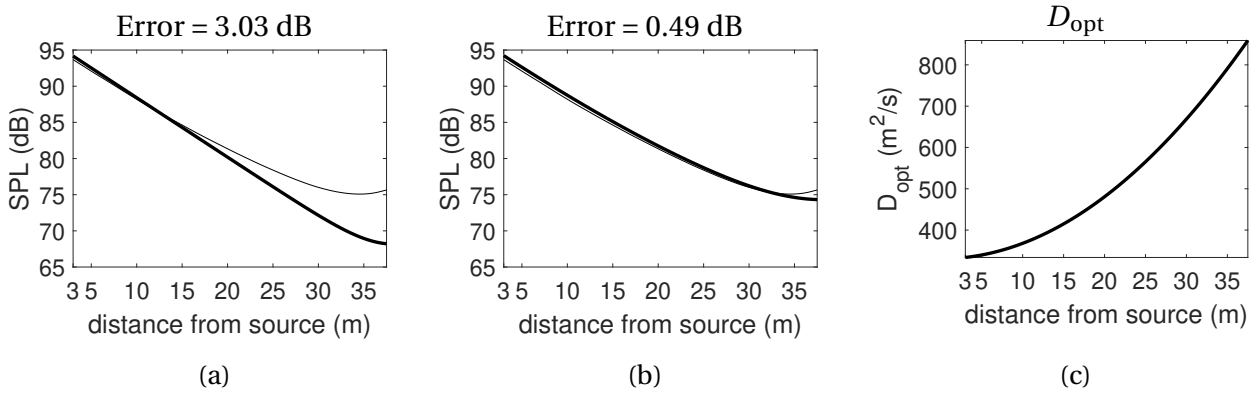 Error = 3.03 dB
95
90
85
80
75
70
65
SPL (dB)
3 5 10 15 20 25 30 35
distance from source (m)
(a)
Error = 0.49 dB
95
90
85
80
75
70
65
SPL (dB)
3 5 10 15 20 25 30 35
distance from source (m)
(b)
D_opt
800
700
600
500
400
D_opt (m²/s)
3 5 10 15 20 25 30 35
distance from source (m)
(c)